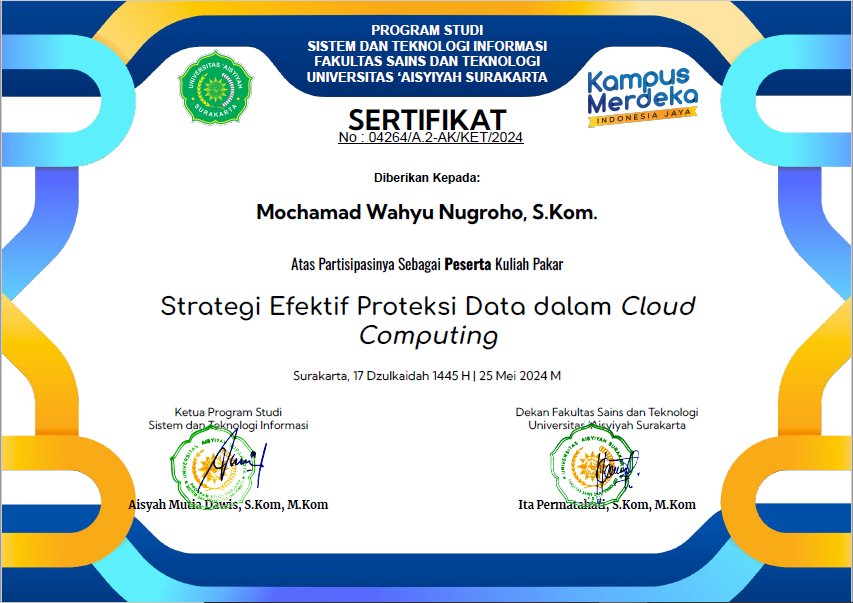 PROGRAM STUDI
SISTEM DAN TEKNOLOGI INFORMASI
FAKULTAS SAINS DAN TEKNOLOGI
UNIVERSITAS ‘AISYIYAH SURAKARTA
UNIVERSITAS 'AISYIYAH
SURAKARTA
Kampus
Merdeka
INDONESIA JAYA
SERTIFIKAT
No : 04264/A.2-AK/KET/2024
Diberikan Kepada:
Mochamad Wahyu Nugroho, S.Kom.
Atas Partisipasinya Sebagai Peserta Kuliah Pakar
Strategi Efektif Proteksi Data dalam Cloud
Computing
Surakarta, 17 Dzulkaidah 1445 H | 25 Mei 2024 M
Ketua Program Studi
Sistem dan Teknologi Informasi
Aisyah Mutia Dawis, S.Kom, M.Kom
Dekan Fakultas Sains dan Teknologi
Universitas 'Aisyiyah Surakarta
Ita Permatahati, S.Kom, M.Kom